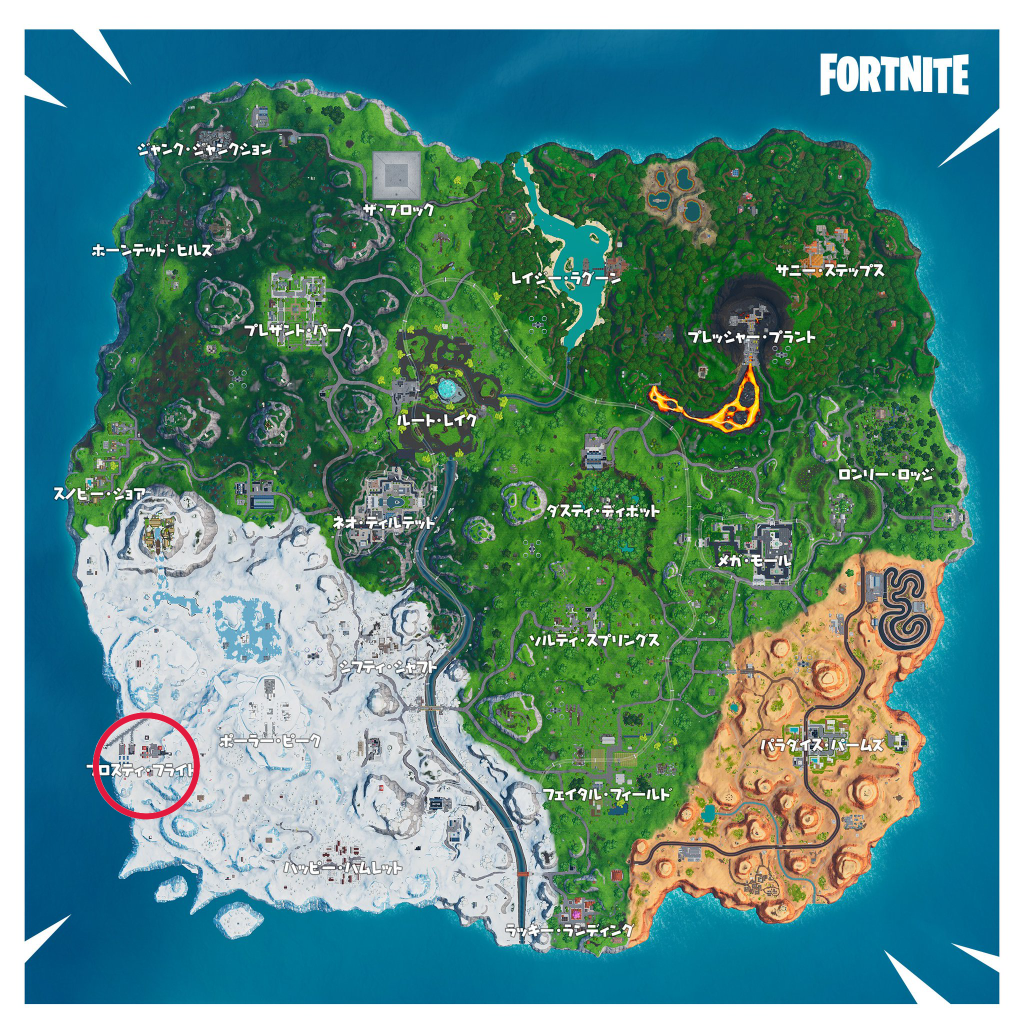 FORTNITE
ジャンク・ジャンクション
ザ・ブロック
ホーンテッド・ヒルズ
レイジー・ラグーン
サニー・ステップス
プレザント・パーク
プレッシャー・プラント
ルート・レイク
ロンリー・ロッジ
スノビー・ショア
ネオ・ティルテッド
ダスティ・ディボット
メガ・モール
ソルティ・スプリングス
シフティ・シャフト
ポーラー・ピーク
パラダイス・パームス
フロスティ・フライト
フェイタル・フィールド
ハッピー・ハムレット
ラッキー・ランディング